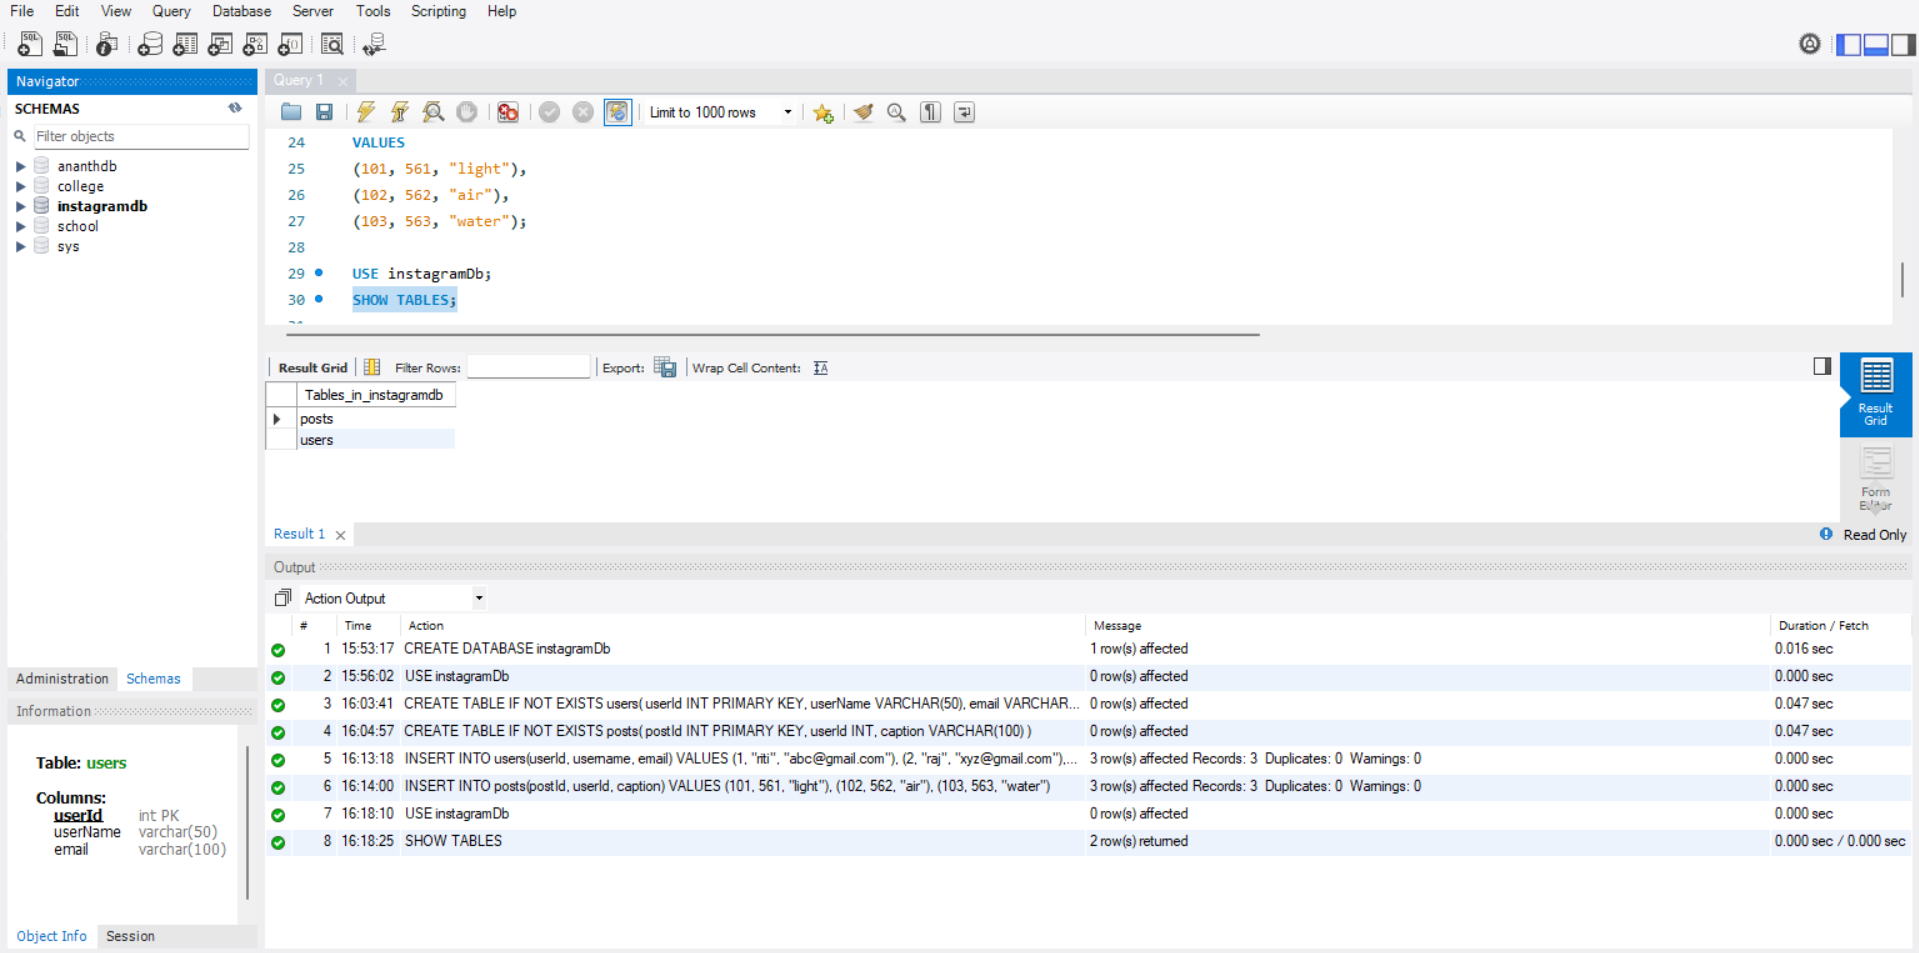 File Edit View Query Database Server Tools Scripting Help
Navigator
SCHEMAS
Filter objects
ananthdb
college
instagramdb
school
sys
Administration Schemas
Information
Table: users
Columns:
userId int PK
userName varchar(50)
email varchar(100)
Object Info Session
Query 1
Limit to 1000 rows
24 VALUES
25 (101, 561, "light"),
26 (102, 562, "air"),
27 (103, 563, "water");
28
29 USE instagramDb;
30 SHOW TABLES;
Result Grid Filter Rows: Export: Wrap Cell Content:
Tables_in_instagramdb
posts
users
Result Grid
Form Editor
Result 1
Read Only
Output
Action Output
# Time Action Message Duration / Fetch
1 15:53:17 CREATE DATABASE instagramDb 1 row(s) affected 0.016 sec
2 15:56:02 USE instagramDb 0 row(s) affected 0.000 sec
3 16:03:41 CREATE TABLE IF NOT EXISTS users( userId INT PRIMARY KEY, userName VARCHAR(50), email VARCHAR... 0 row(s) affected 0.047 sec
4 16:04:57 CREATE TABLE IF NOT EXISTS posts( postId INT PRIMARY KEY, userId INT, caption VARCHAR(100) ) 0 row(s) affected 0.047 sec
5 16:13:18 INSERT INTO users(userId, username, email) VALUES (1, "riti", "abc@gmail.com"), (2, "raj", "xyz@gmail.com"),... 3 row(s) affected Records: 3 Duplicates: 0 Warnings: 0 0.000 sec
6 16:14:00 INSERT INTO posts(postId, userId, caption) VALUES (101, 561, "light"), (102, 562, "air"), (103, 563, "water") 3 row(s) affected Records: 3 Duplicates: 0 Warnings: 0 0.000 sec
7 16:18:10 USE instagramDb 0 row(s) affected 0.000 sec
8 16:18:25 SHOW TABLES 2 row(s) returned 0.000 sec / 0.000 sec